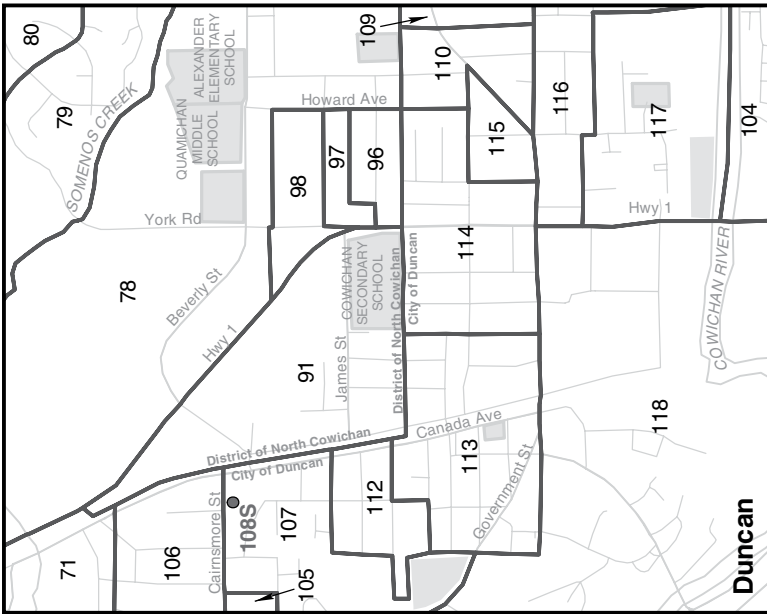 80
79
SOMENOS CREEK
ALEXANDER
ELEMENTARY
SCHOOL
QUAMICHAN
MIDDLE
SCHOOL
109
110
Howard Ave
116
117
104
115
98
97
96
York Rd
Hwy 1
78
Beverly St
Hwy 1
COWICHAN
SECONDARY
SCHOOL
District of North Cowichan
City of Duncan
114
COWICHAN RIVER
91
James St
District of North Cowichan
City of Duncan
Canada Ave
118
113
Government St
112
Cairnsmore St
108S
107
106
71
105
Duncan